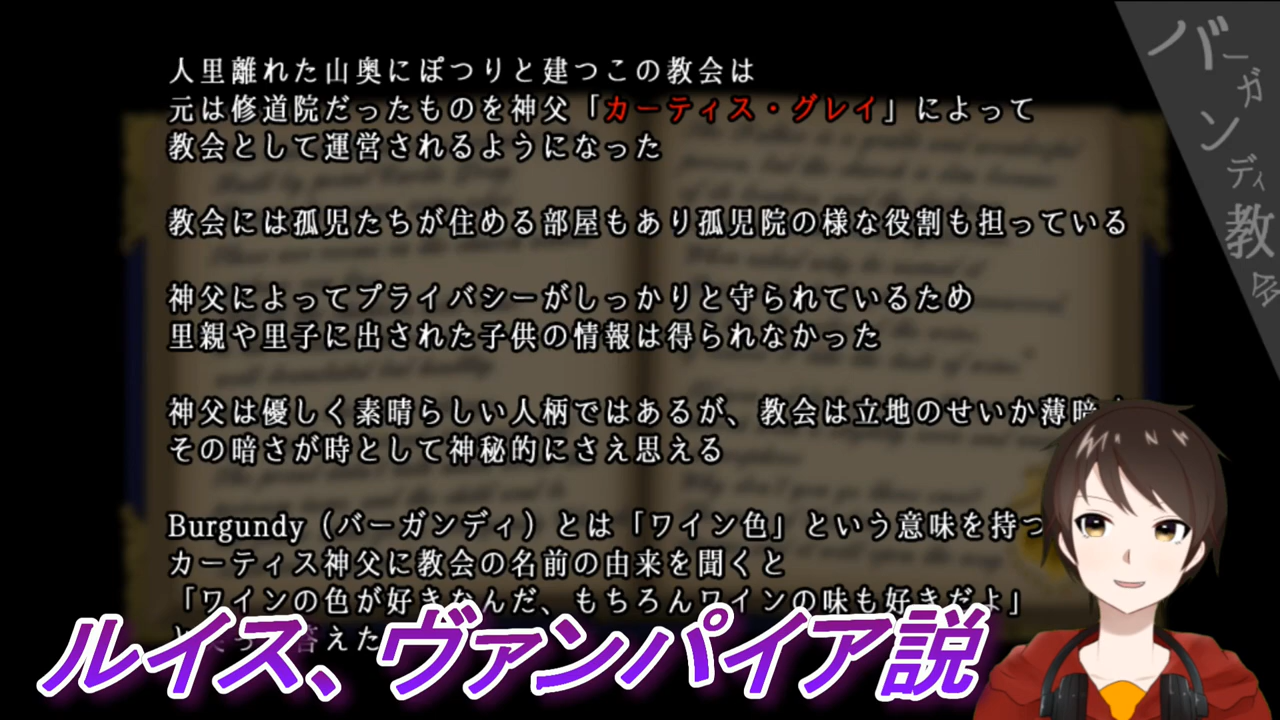 人里離れた山奥にぽつりと建つこの教会は
元は修道院だったものを神父「カーティス・グレイ」によって
教会として運営されるようになった
教会には孤児たちが住める部屋もあり孤児院の様な役割も担っている
神父によってプライバシーがしっかりと守られているため
里親や里子に出された子供の情報は得られなかった
神父は優しく素晴らしい人柄ではあるが、教会は立地のせいか薄暗
その暗さが時として神秘的にさえ思える
Burgundy（バーガンディ）とは「ワイン色」という意味を持つ
カーティス神父に教会の名前の由来を聞くと
「ワインの色が好きなんだ、もちろんワインの味も好きだよ」
答えた
ルイス、ヴァンパイア説
バーガンディ教会